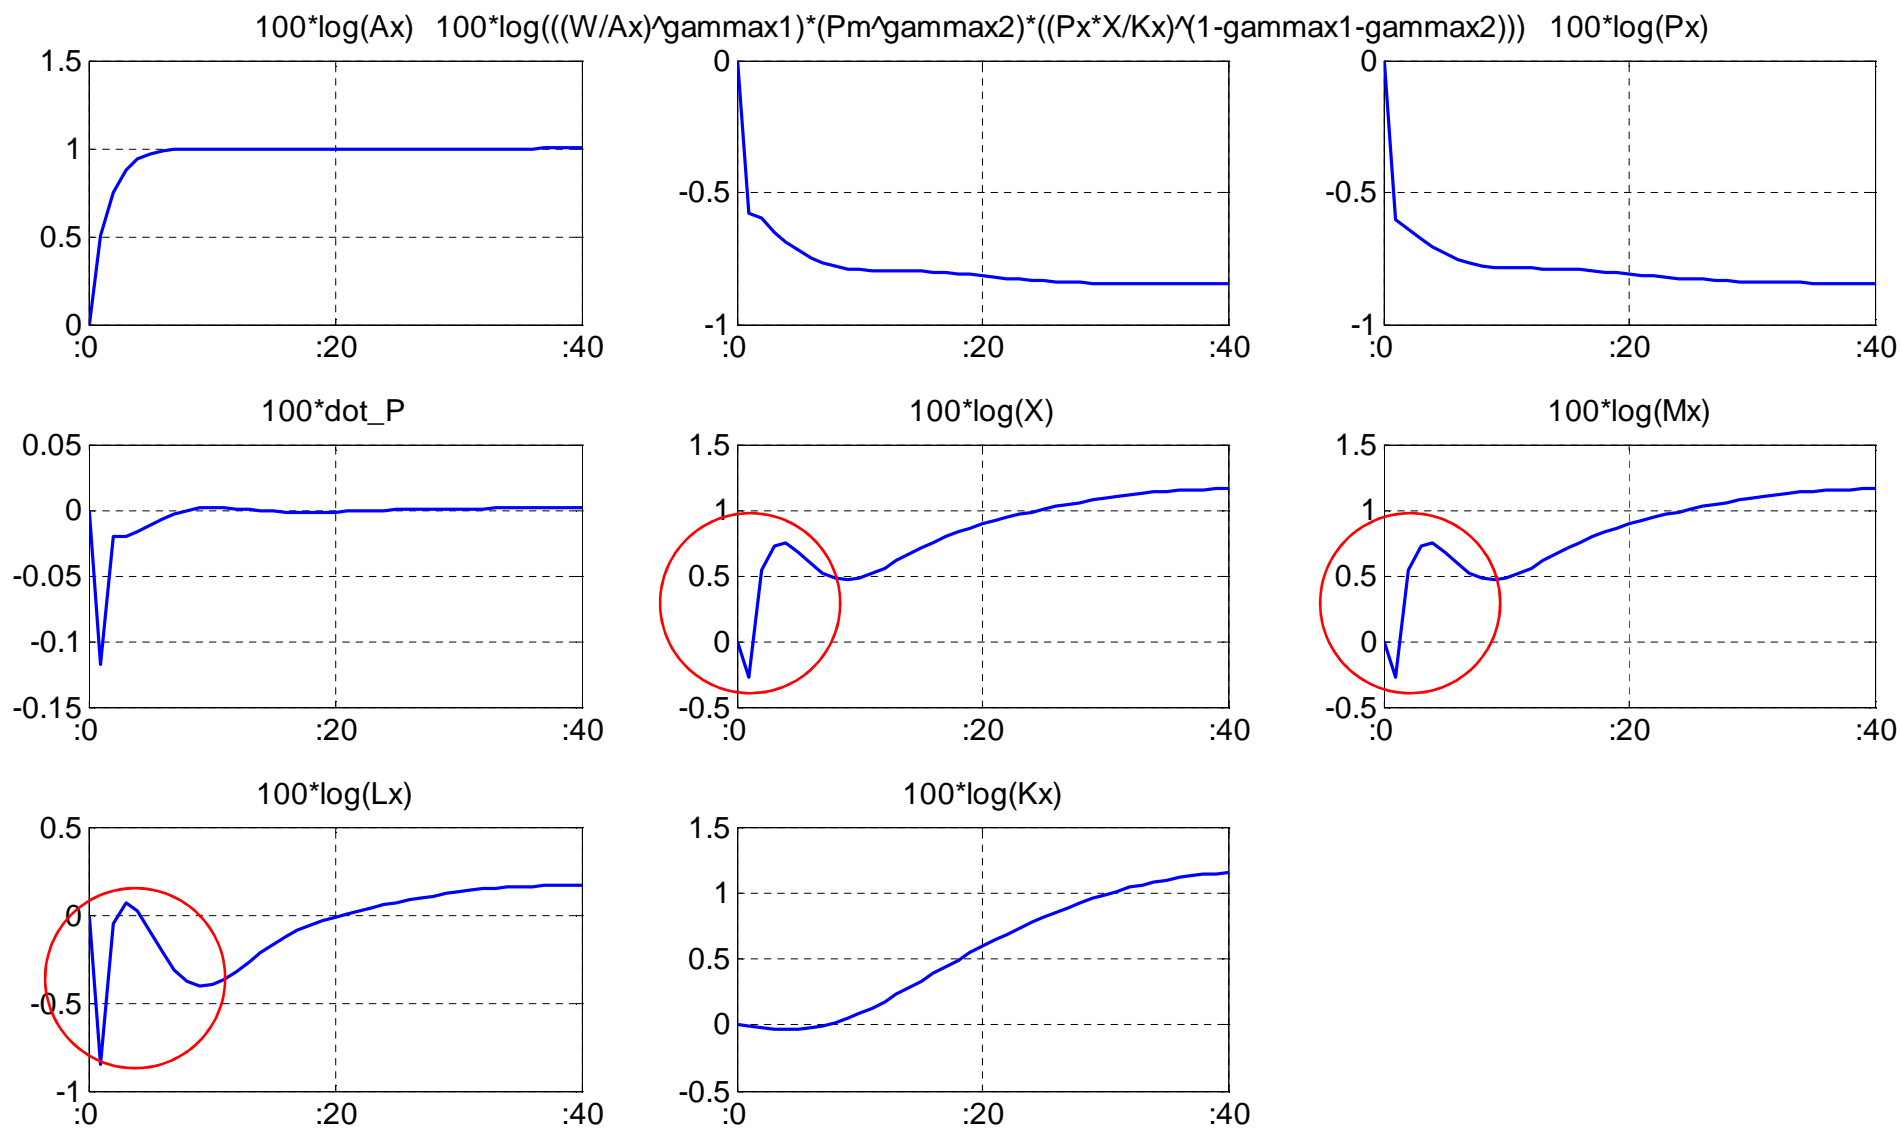 100*log(Ax) 100*log(((W/Ax)^gammax1)*(Pm^gammax2)*((Px*X/Kx)^(1-gammax1-gammax2))) 100*log(Px)
1.5 0 0
1
-0.5 -0.5
0.5
0 -1 -1
:0 :20 :40 :0 :20 :40 :0 :20 :40
100*dot_P 100*log(X) 100*log(Mx)
0.05 1.5 1.5
0 1 1
-0.05 0.5 0.5
-0.1 0 0
-0.15 -0.5 -0.5
:0 :20 :40 :0 :20 :40 :0 :20 :40
100*log(Lx) 100*log(Kx)
0.5 1.5
1
0
0.5
-0.5
0
-1 -0.5
:0 :20 :40 :0 :20 :40